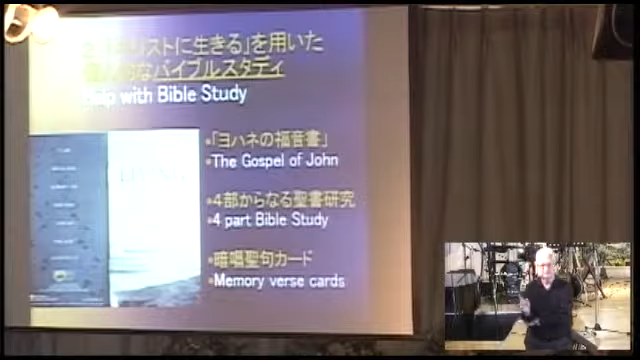 キリストに生きる」を用いた
なバイブルスタディ
Help with Bible Study
•「ヨハネの福音書」
•The Gospel of John
•4部からなる聖書研究
•4 part Bible Study
•暗唱聖句カード
•Memory verse cards
LIVING